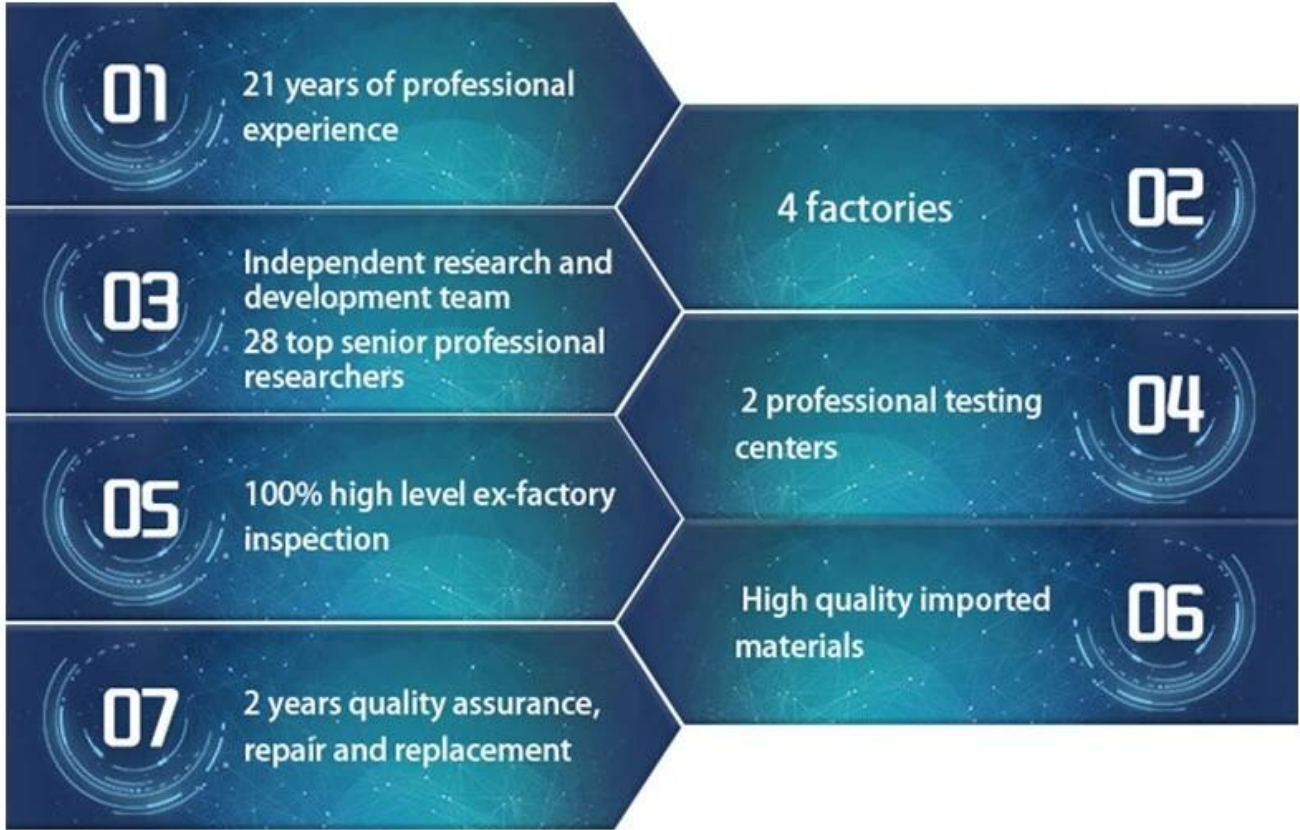 01
21 years of professional
experience
02
4 factories
03
Independent research and
development team
28 top senior professional
researchers
04
2 professional testing
centers
05
100% high level ex-factory
inspection
06
High quality imported
materials
07
2 years quality assurance,
repair and replacement